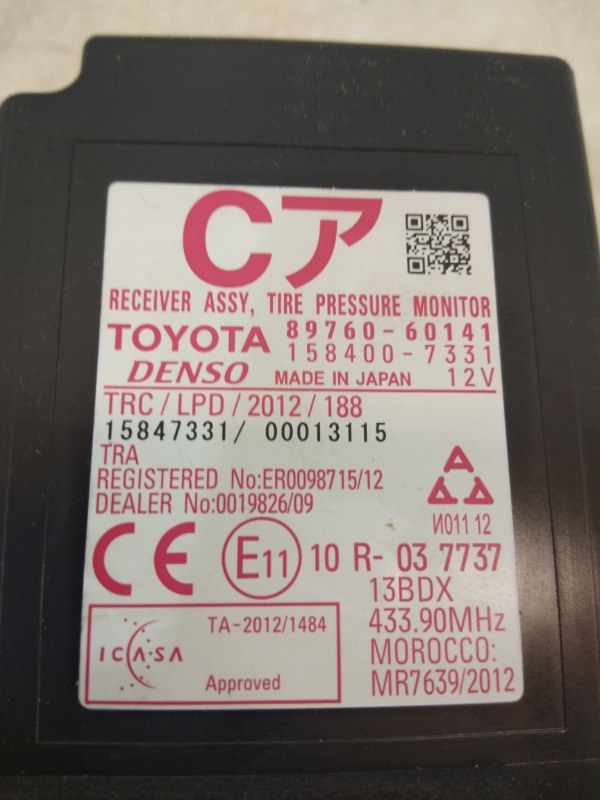 Cア
RECEIVER ASSY, TIRE PRESSURE MONITOR
TOYOTA 89760-60141
158400-7331
DENSO MADE IN JAPAN 12V
TRC/LPD/2012/188
15847331/ 00013115
TRA
REGISTERED No:ER0098715/12
DEALER No:0019826/09
И011 12
CE E11 10 R- 03 7737
13BDX
433.90MHz
MOROCCO:
MR7639/2012
TA-2012/1484
ICASA
Approved